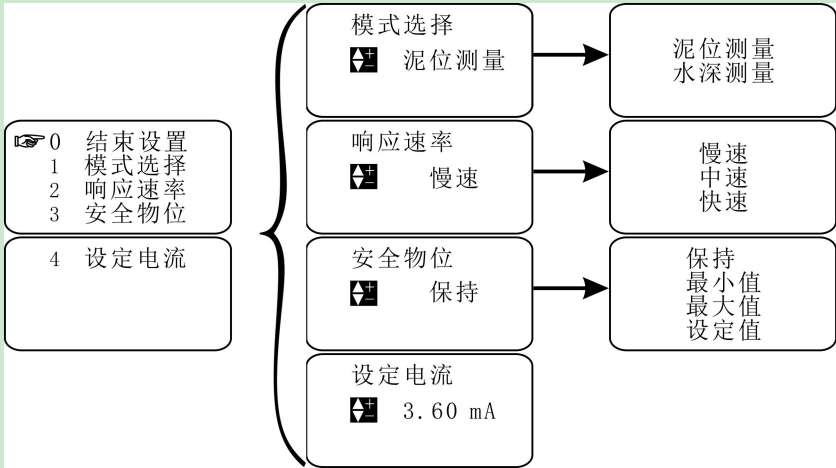 0 结束设置
1 模式选择
2 响应速率
3 安全物位
4 设定电流
模式选择
泥位测量
泥位测量
水深测量
响应速率
慢速
慢速
中速
快速
安全物位
保持
保持
最小值
最大值
设定值
设定电流
3.60 mA